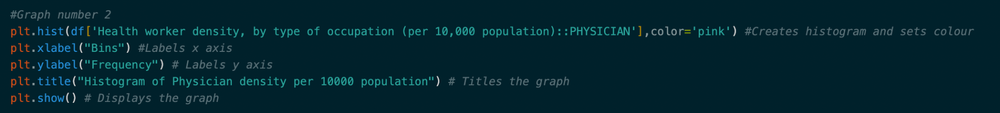 #Graph number 2
plt.hist(df['Health worker density, by type of occupation (per 10,000 population)::PHYSICIAN'],color='pink') #Creates histogram and sets colour
plt.xlabel("Bins") #Labels x axis
plt.ylabel("Frequency") # Labels y axis
plt.title("Histogram of Physician density per 10000 population") # Titles the graph
plt.show() # Displays the graph